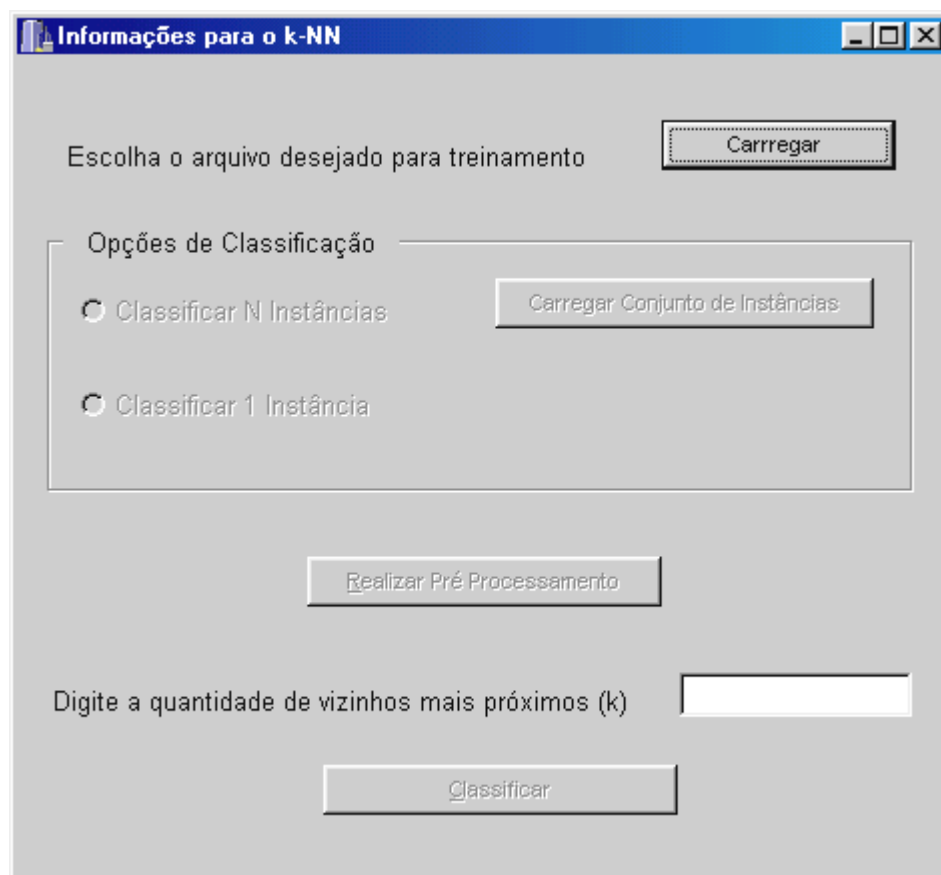 Informações para o k-NN
Escolha o arquivo desejado para treinamento
Carrregar
Opções de Classificação
Classificar N Instâncias
Carregar Conjunto de Instâncias
Classificar 1 Instância
Realizar Pré Processamento
Digite a quantidade de vizinhos mais próximos (k)
Classificar